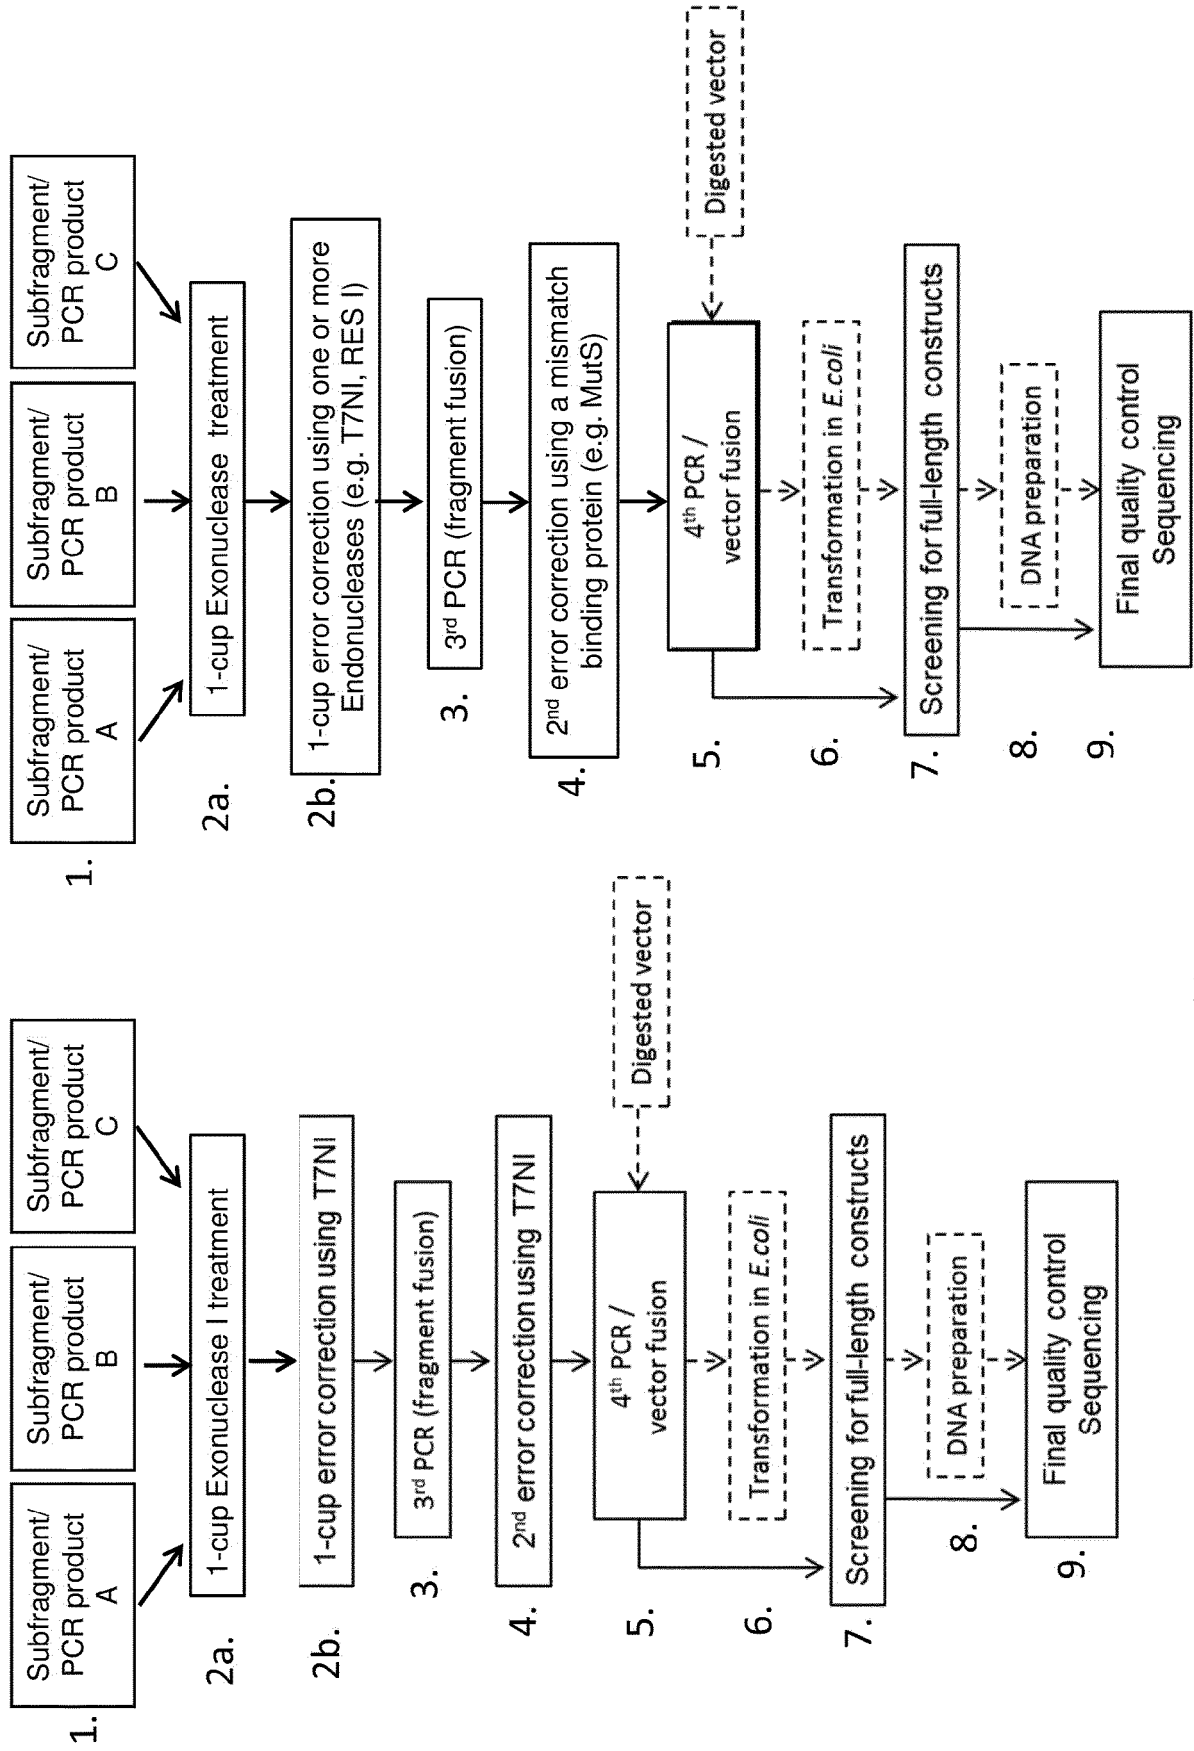 1.
Subfragment/
PCR product
A
Subfragment/
PCR product
B
Subfragment/
PCR product
C
2a.
1-cup Exonuclease I treatment
2b.
1-cup error correction using T7NI
3.
3rd PCR (fragment fusion)
4.
2nd error correction using T7NI
5.
4th PCR /
vector fusion
Digested vector
6.
Transformation in E.coli
7.
Screening for full-length constructs
8.
DNA preparation
9.
Final quality control
Sequencing
1.
Subfragment/
PCR product
A
Subfragment/
PCR product
B
Subfragment/
PCR product
C
2a.
1-cup Exonuclease treatment
2b.
1-cup error correction using one or more
Endonucleases (e.g. T7NI, RES I)
3.
3rd PCR (fragment fusion)
4.
2nd error correction using a mismatch
binding protein (e.g. MutS)
5.
4th PCR /
vector fusion
Digested vector
6.
Transformation in E.coli
7.
Screening for full-length constructs
8.
DNA preparation
9.
Final quality control
Sequencing